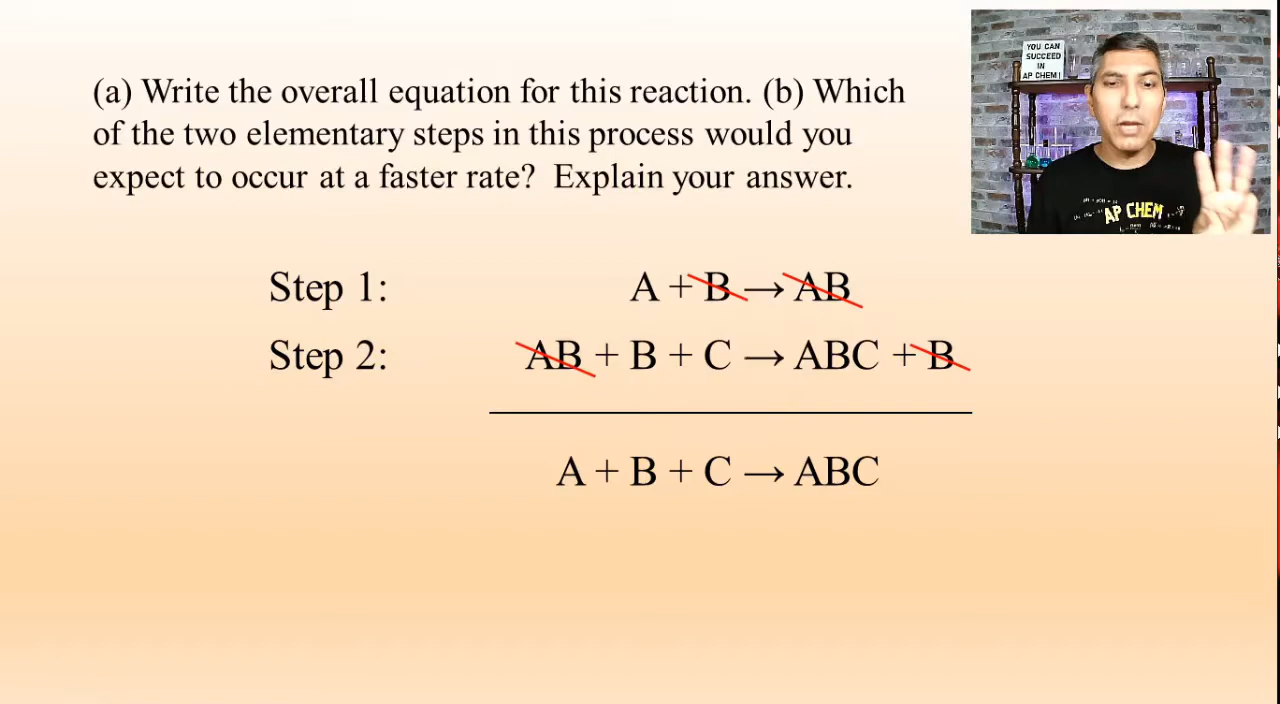 (a) Write the overall equation for this reaction. (b) Which
of the two elementary steps in this process would you
expect to occur at a faster rate? Explain your answer.
YOU CAN
SUCCEED
IN
AP CHEM!
AP CHEM
Step 1: A + B → AB
Step 2: AB + B + C → ABC + B
A + B + C → ABC